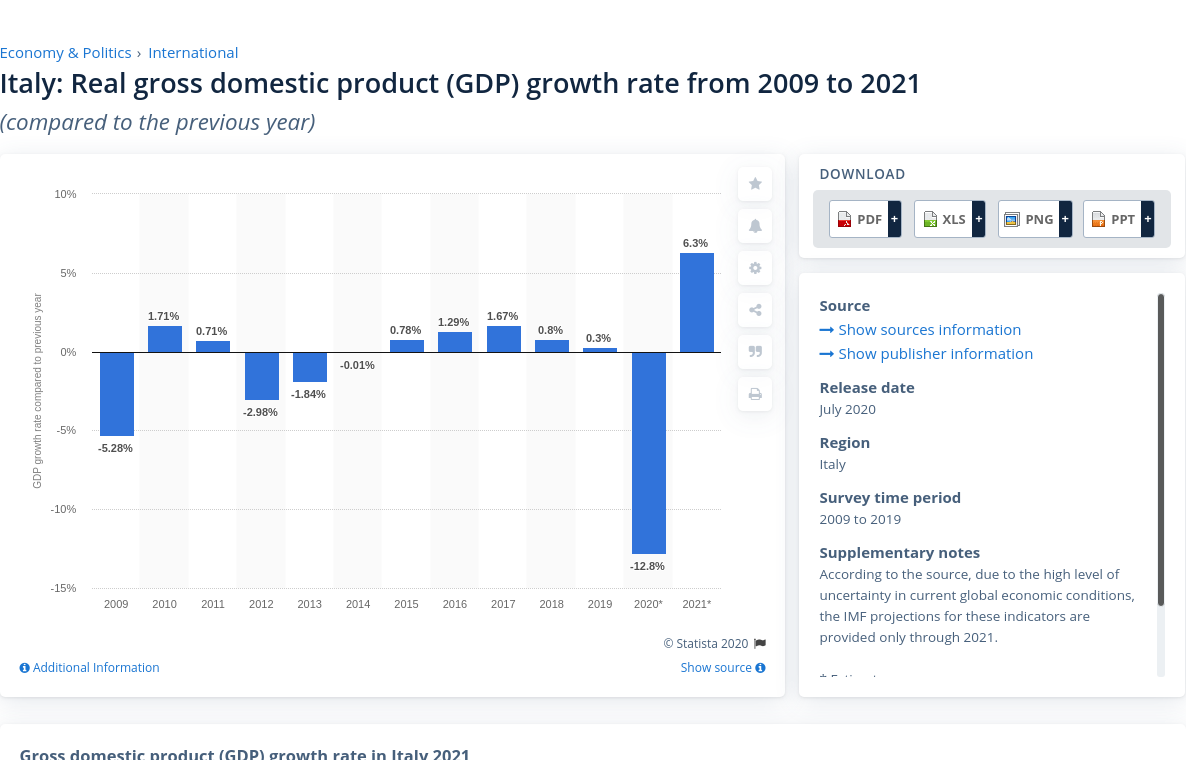 Economy & Politics › International
Italy: Real gross domestic product (GDP) growth rate from 2009 to 2021
(compared to the previous year)
GDP growth rate compared to previous year
10%
5%
0%
-5%
-10%
-15%
-5.28%
1.71%
0.71%
-2.98%
-1.84%
-0.01%
0.78%
1.29%
1.67%
0.8%
0.3%
-12.8%
6.3%
2009 2010 2011 2012 2013 2014 2015 2016 2017 2018 2019 2020* 2021*
© Statista 2020
Additional Information
Show source
DOWNLOAD
PDF + XLS + PNG + PPT +
Source
Show sources information
Show publisher information
Release date
July 2020
Region
Italy
Survey time period
2009 to 2019
Supplementary notes
According to the source, due to the high level of
uncertainty in current global economic conditions,
the IMF projections for these indicators are
provided only through 2021.
Gross domestic product (GDP) growth rate in Italy 2021